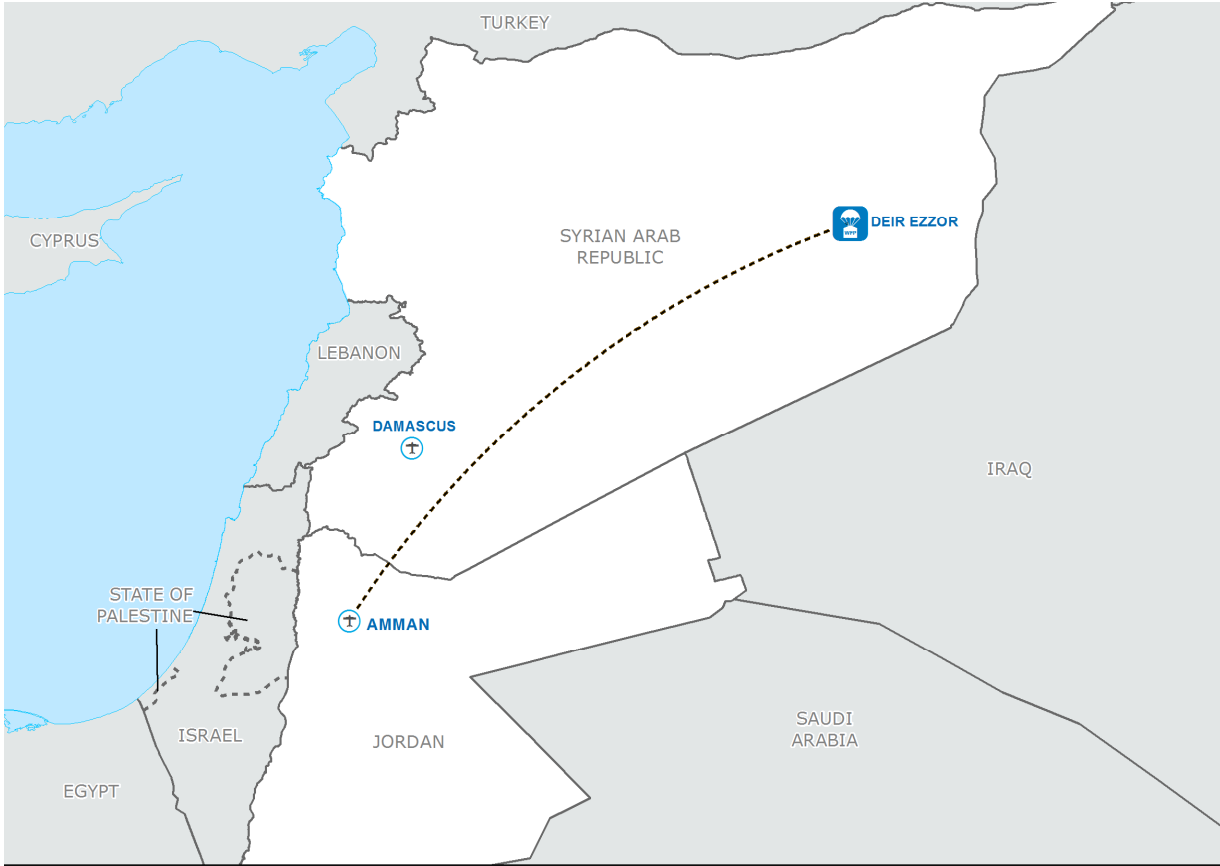 TURKEY
CYPRUS
SYRIAN ARAB
REPUBLIC
WFP
DEIR EZZOR
LEBANON
DAMASCUS
IRAQ
STATE OF
PALESTINE
AMMAN
ISRAEL
JORDAN
SAUDI
ARABIA
EGYPT